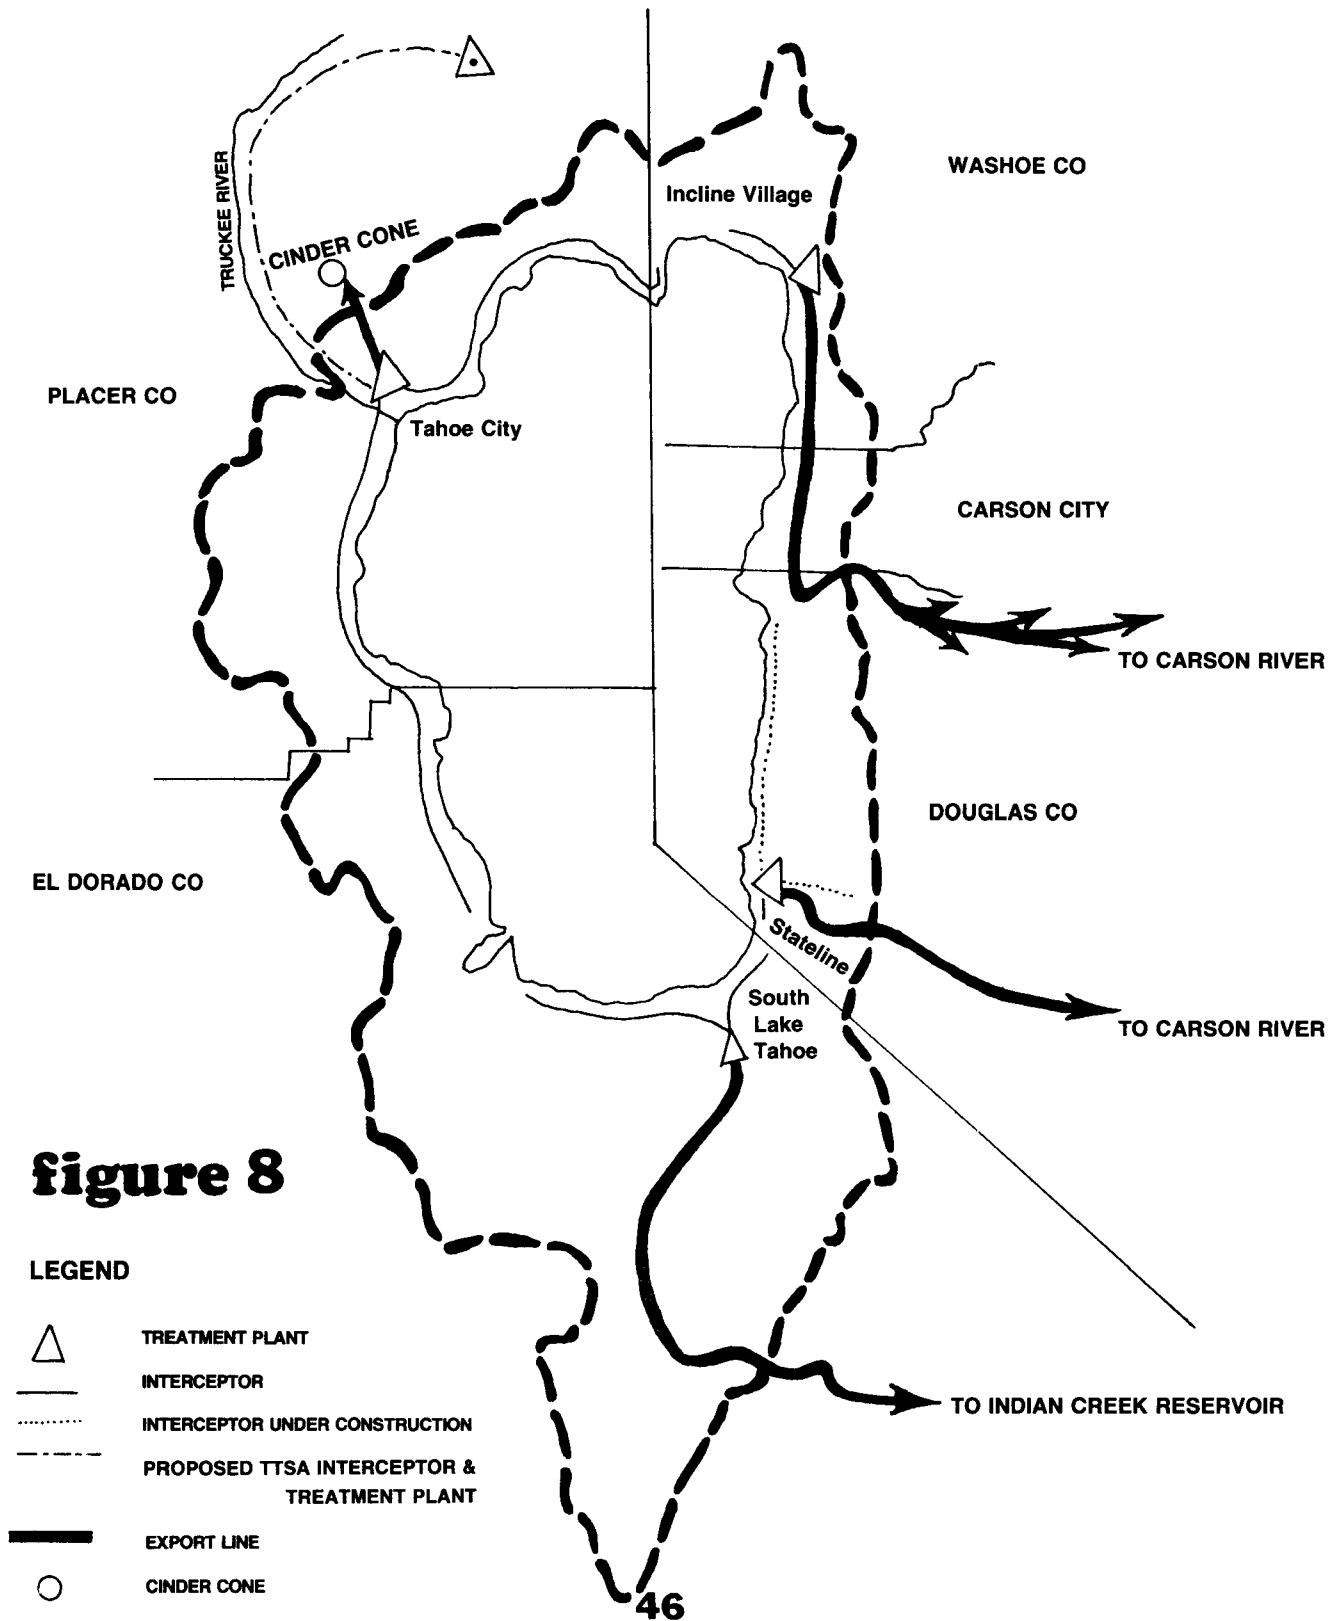 WASHOE CO
Incline Village
TRUCKEE RIVER
CINDER CONE
PLACER CO
Tahoe City
CARSON CITY
TO CARSON RIVER
DOUGLAS CO
EL DORADO CO
Stateline
South
Lake
Tahoe
TO CARSON RIVER
figure 8
LEGEND
TREATMENT PLANT
INTERCEPTOR
INTERCEPTOR UNDER CONSTRUCTION
PROPOSED TTSA INTERCEPTOR &
TREATMENT PLANT
EXPORT LINE
CINDER CONE
TO INDIAN CREEK RESERVOIR
46